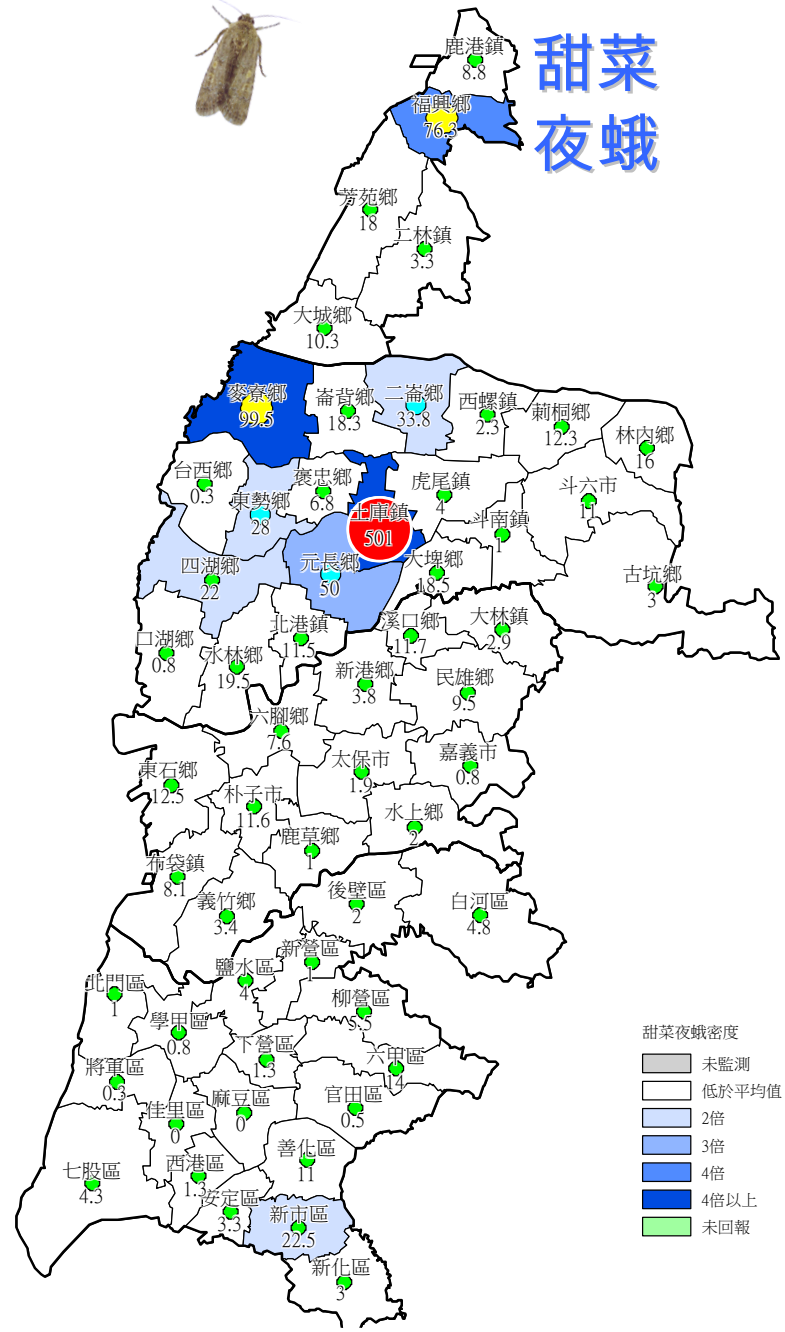 甜菜
夜蛾
鹿港鎮
8.8
福興鄉
76.3
芳苑鄉
18
二林鎮
3.3
大城鄉
10.3
麥寮鄉
99.5
崙背鄉
18.3
二崙鄉
33.8
西螺鎮
2.3
莿桐鄉
12.3
林內鄉
16
台西鄉
0.3
東勢鄉
28
褒忠鄉
6.8
土庫鎮
501
虎尾鎮
4
斗南鎮
1
斗六市
11
古坑鄉
3
四湖鄉
22
元長鄉
50
大埤鄉
18.5
口湖鄉
0.8
水林鄉
19.5
北港鎮
11.5
溪口鄉
11.7
大林鎮
2.9
新港鄉
3.8
民雄鄉
9.5
六腳鄉
7.6
東石鄉
12.5
朴子市
11.6
太保市
1.9
嘉義市
0.8
水上鄉
2
鹿草鄉
1
布袋鎮
8.1
義竹鄉
3.4
後壁區
2
白河區
4.8
新營區
1
鹽水區
4
北門區
1
學甲區
0.8
柳營區
5.5
下營區
1.3
六甲區
14
將軍區
0.3
佳里區
0
麻豆區
0
官田區
0.5
七股區
4.3
西港區
1.3
善化區
11
安定區
3.3
新市區
22.5
新化區
3
甜菜夜蛾密度
未監測
低於平均值
2倍
3倍
4倍
4倍以上
未回報